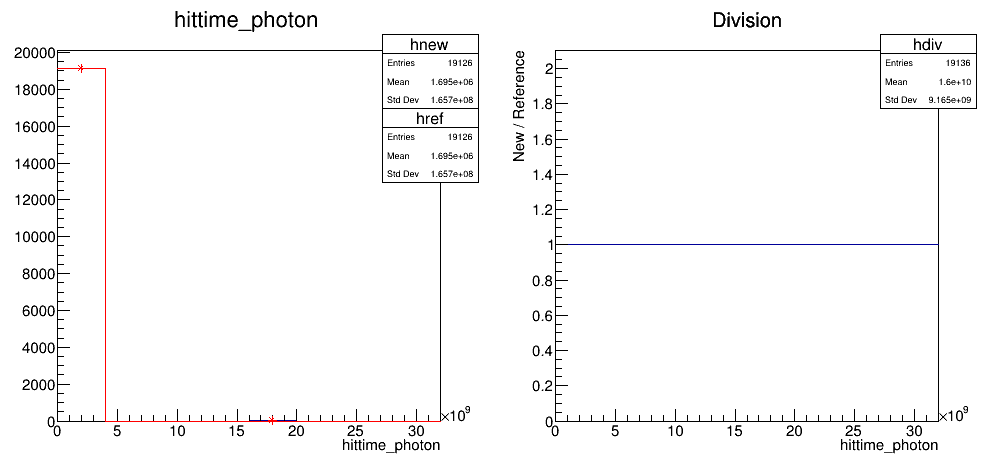 hittime_photon
hnew
Entries 19126
Mean 1.695e+06
Std Dev 1.657e+08
href
Entries 19126
Mean 1.695e+06
Std Dev 1.657e+08
20000
18000
16000
14000
12000
10000
8000
6000
4000
2000
0
0 5 10 15 20 25 30
×10⁹
hittime_photon
Division
hdiv
Entries 19136
Mean 1.6e+10
Std Dev 9.165e+09
New / Reference
2
1.8
1.6
1.4
1.2
1
0.8
0.6
0.4
0.2
0
0 5 10 15 20 25 30
×10⁹
hittime_photon